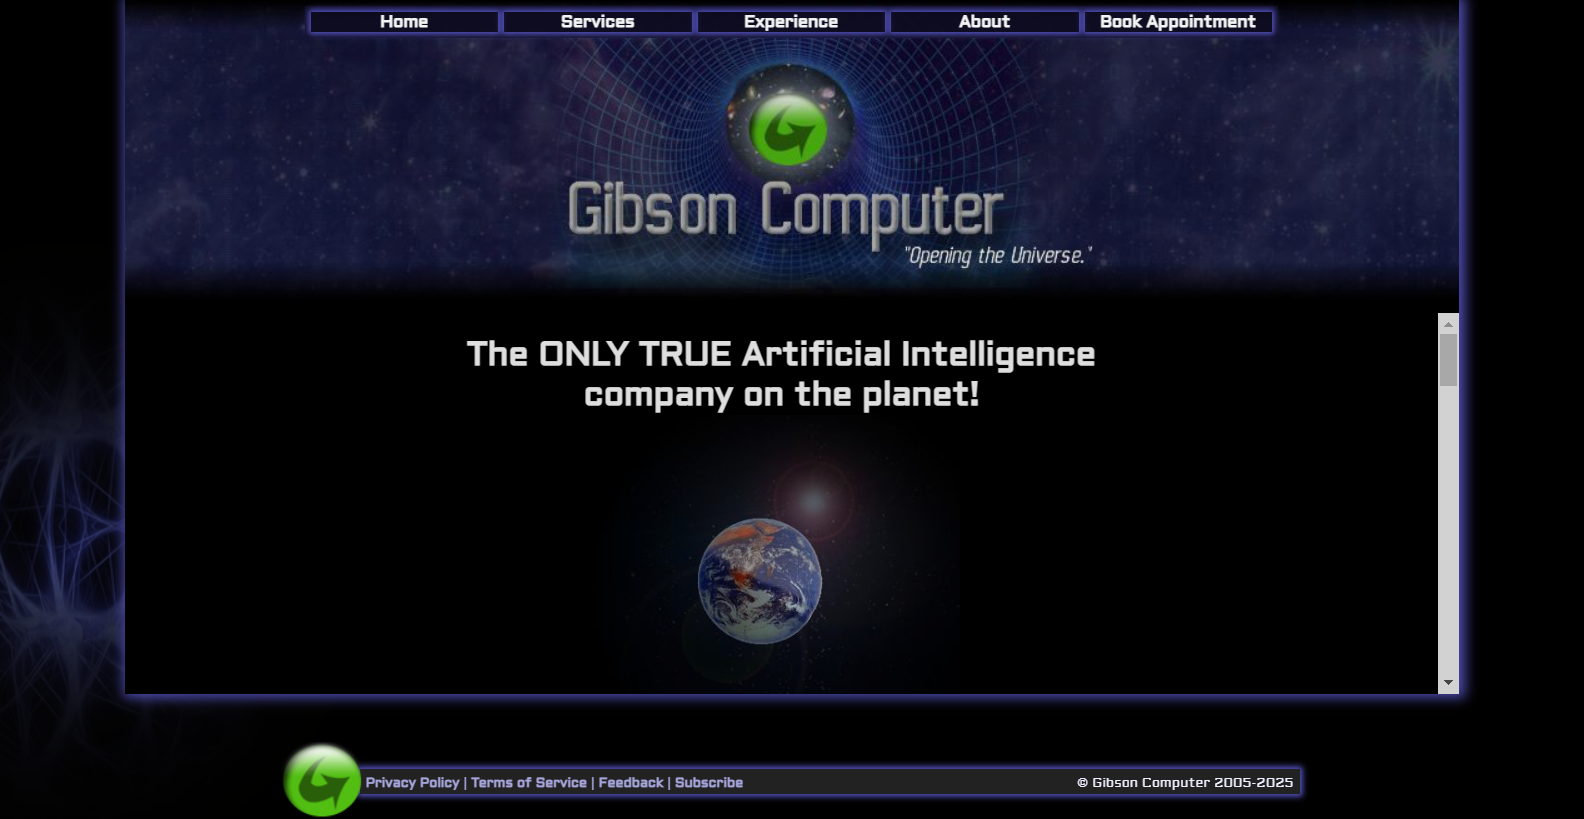 Home Services Experience About Book Appointment
Gibson Computer
"Opening the Universe."
The ONLY TRUE Artificial Intelligence
company on the planet!
Privacy Policy | Terms of Service | Feedback | Subscribe © Gibson Computer 2005-2025